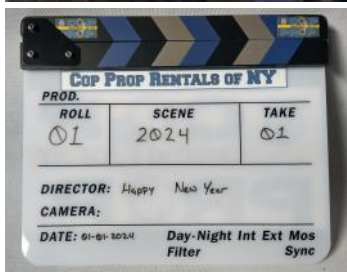 COP PROP RENTALS OF NY
PROD.
ROLL SCENE TAKE
01 2024 01
DIRECTOR: Happy New Year
CAMERA:
DATE: 01-01-2024 Day-Night Int Ext Mos
Filter Sync